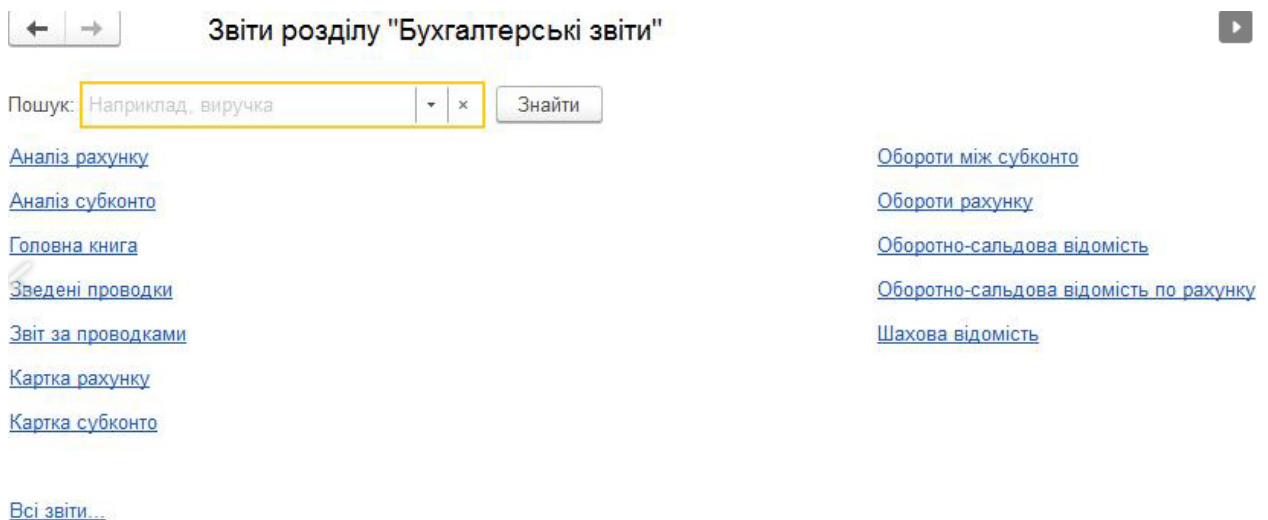 Звіти розділу "Бухгалтерські звіти"
Пошук: Наприклад, виручка × Знайти
Аналіз рахунку
Аналіз субконто
Головна книга
Зведені проводки
Звіт за проводками
Картка рахунку
Картка субконто
Обороти між субконто
Обороти рахунку
Оборотно-сальдова відомість
Оборотно-сальдова відомість по рахунку
Шахова відомість
Всі звіти...